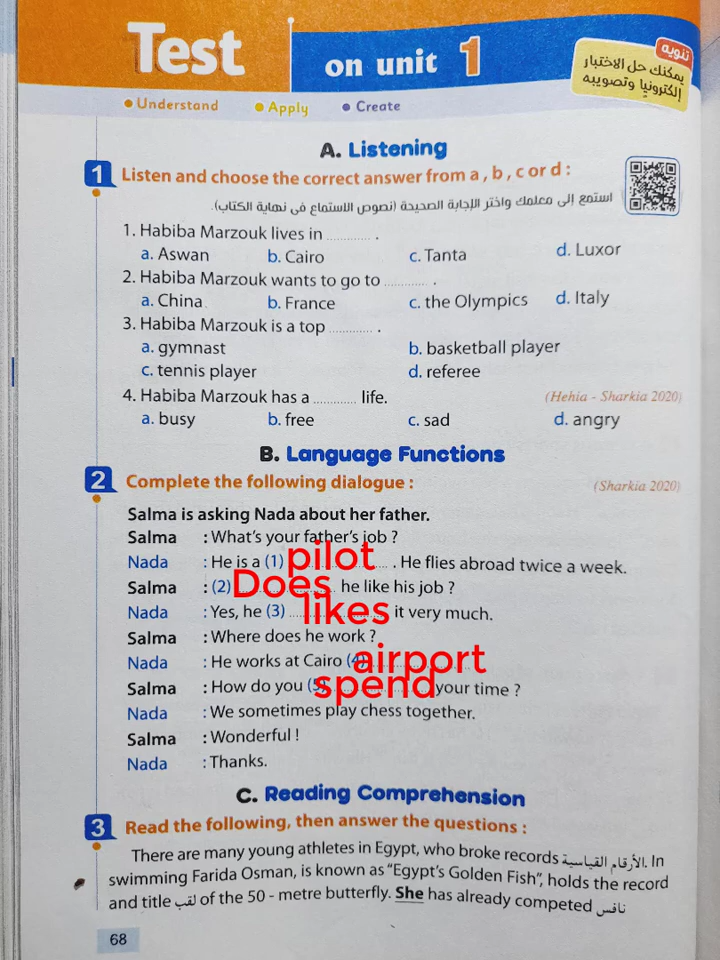 Test
on unit 1
تنويه
يمكنك حل الاختبار
إلكترونيا وتصويبه
• Understand • Apply • Create
A. Listening
1 Listen and choose the correct answer from a , b , c or d :
استمع إلى معلمك واختر الإجابة الصحيحة (نصوص الاستماع فى نهاية الكتاب).
1. Habiba Marzouk lives in ............ .
a. Aswan b. Cairo c. Tanta d. Luxor
2. Habiba Marzouk wants to go to ............ .
a. China b. France c. the Olympics d. Italy
3. Habiba Marzouk is a top ............ .
a. gymnast b. basketball player
c. tennis player d. referee
4. Habiba Marzouk has a ............ life. (Hehia - Sharkia 2020)
a. busy b. free c. sad d. angry
B. Language Functions
2 Complete the following dialogue : (Sharkia 2020)
Salma is asking Nada about her father.
Salma : What's your father's job ?
Nada : He is a (1) pilot . He flies abroad twice a week.
Salma : (2) Does he like his job ?
Nada : Yes, he (3) likes it very much.
Salma : Where does he work ?
Nada : He works at Cairo (4) airport
Salma : How do you (5) spend your time ?
Nada : We sometimes play chess together.
Salma : Wonderful !
Nada : Thanks.
C. Reading Comprehension
3 Read the following, then answer the questions :
There are many young athletes in Egypt, who broke records الأرقام القياسية. In
swimming Farida Osman, is known as "Egypt's Golden Fish", holds the record
and title لقب of the 50 - metre butterfly. She has already competed نافس
68